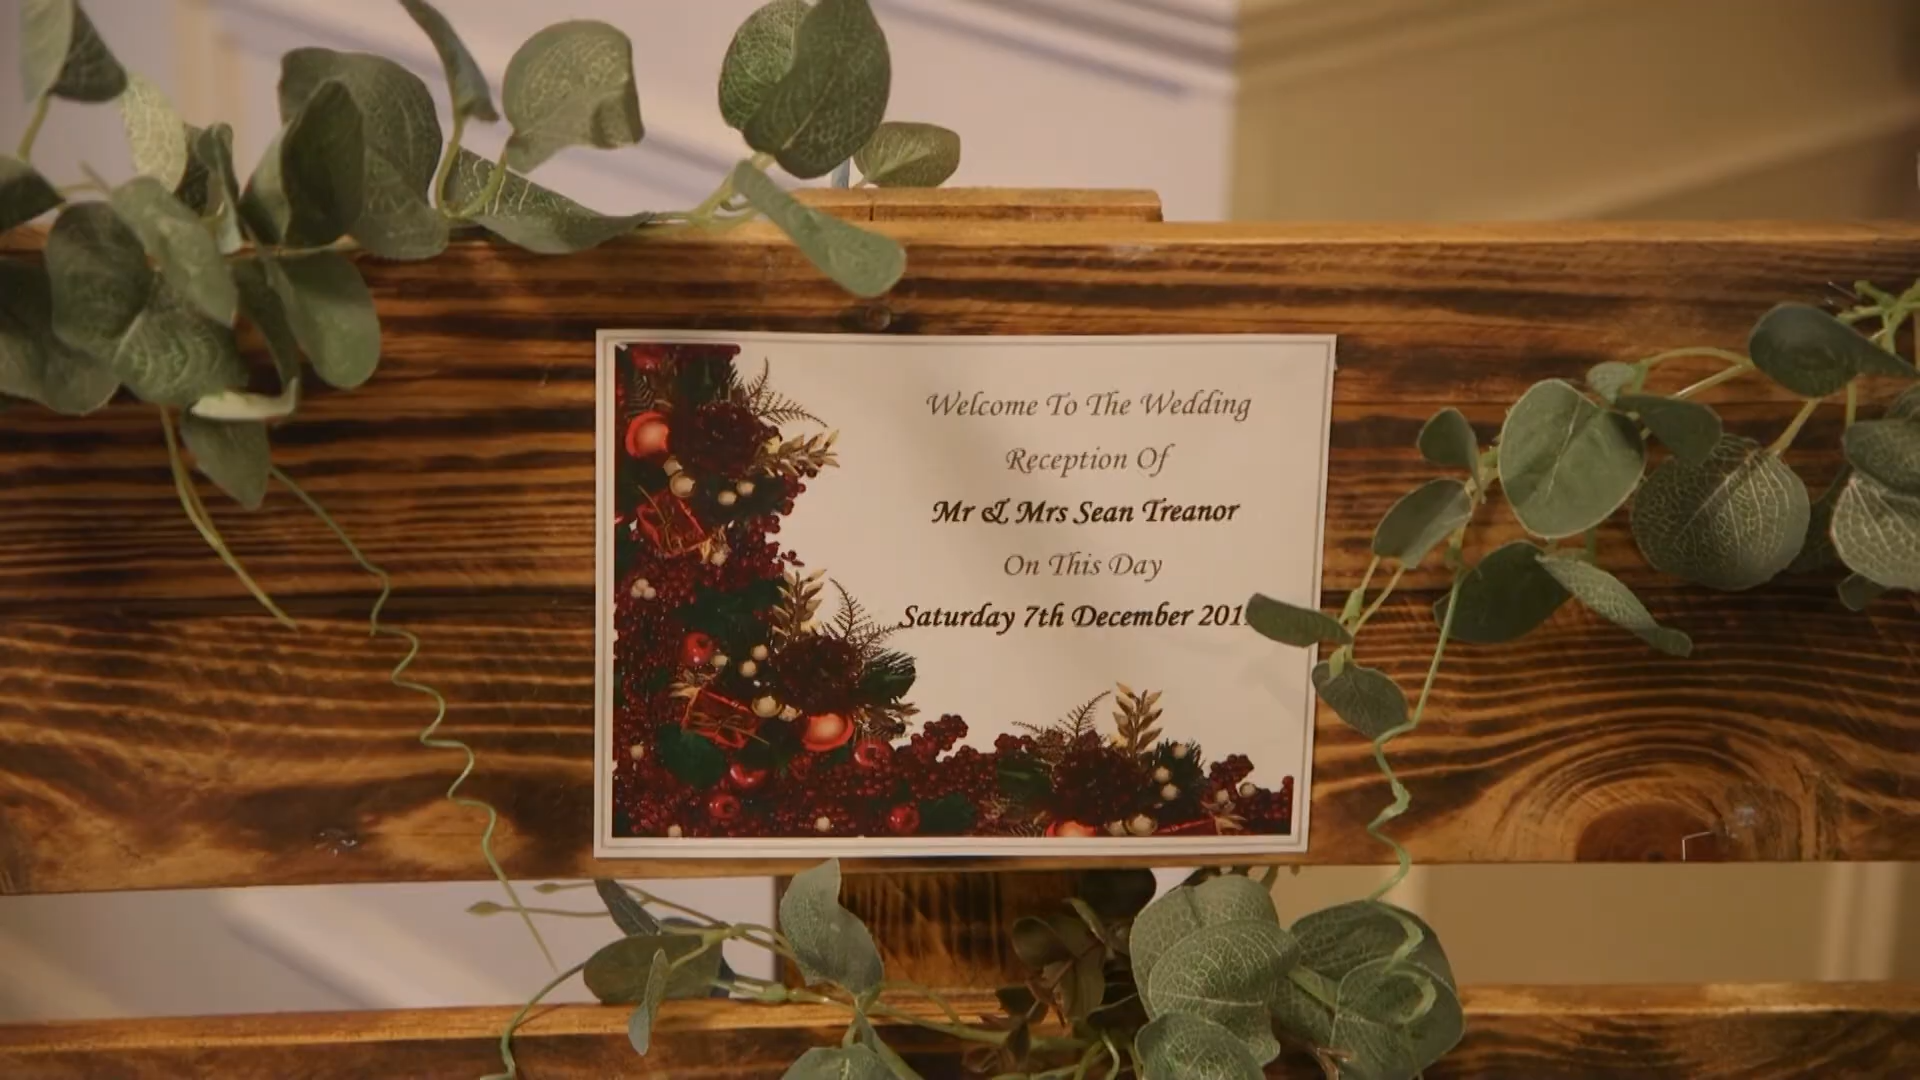 Welcome To The Wedding
Reception Of
Mr & Mrs Sean Treanor
On This Day
Saturday 7th December